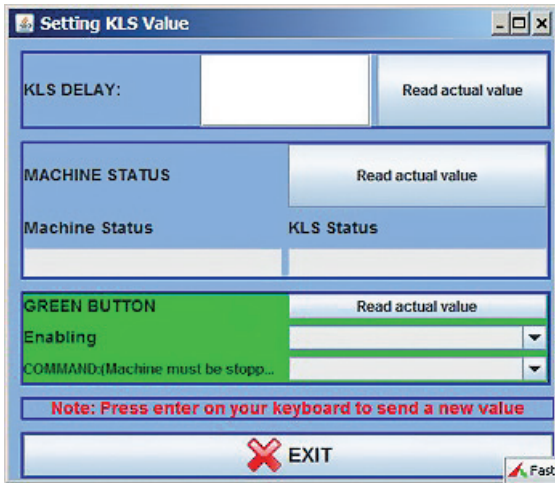 Setting KLS Value
KLS DELAY:
Read actual value
MACHINE STATUS
Read actual value
Machine Status
KLS Status
GREEN BUTTON
Read actual value
Enabling
COMMAND:(Machine must be stopp...
Note: Press enter on your keyboard to send a new value
EXIT
Fast